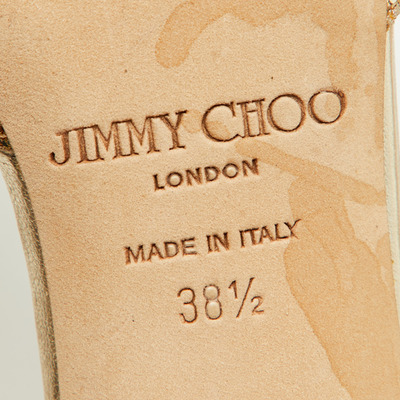 JIMMY CHOO
LONDON
MADE IN ITALY
38½